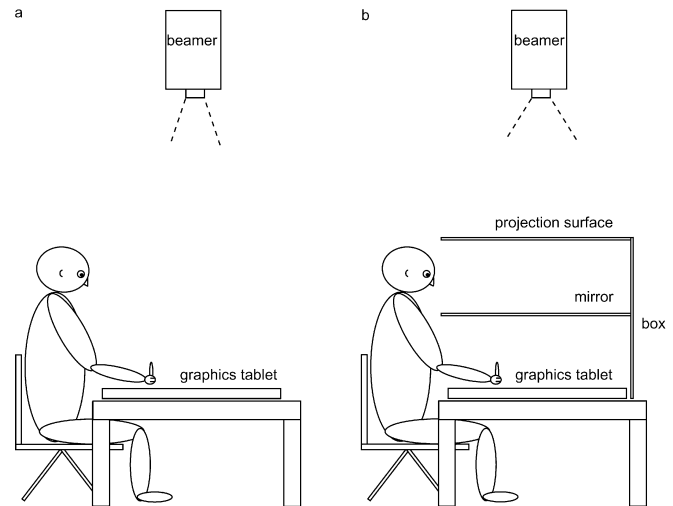 a
beamer
graphics tablet
b
beamer
projection surface
mirror
box
graphics tablet